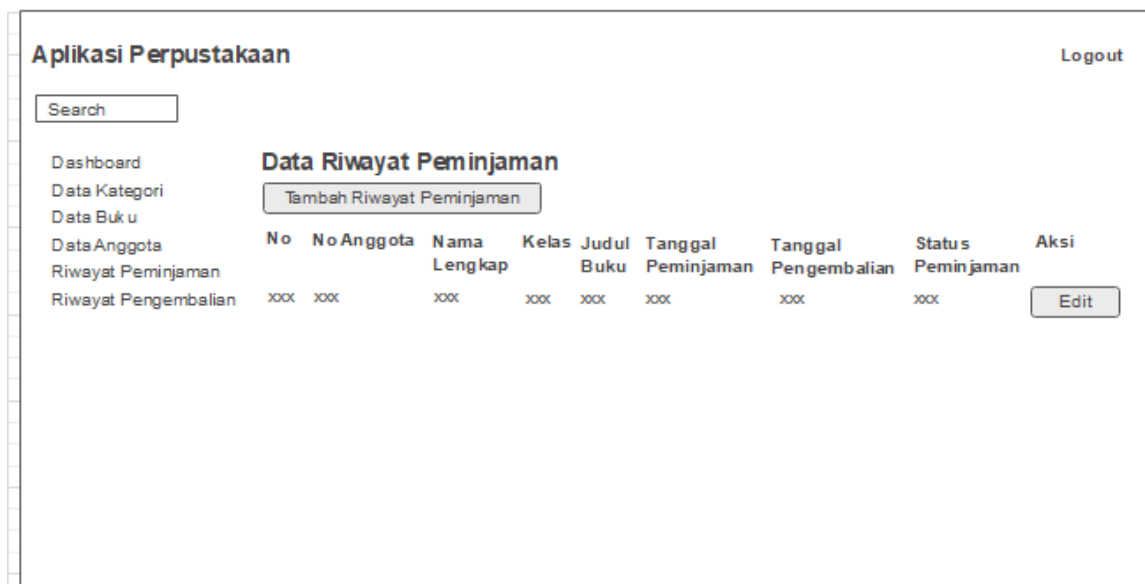 Aplikasi Perpustakaan
Logout
Search
Dashboard
Data Kategori
Data Buku
Data Anggota
Riwayat Peminjaman
Riwayat Pengembalian
Data Riwayat Peminjaman
Tambah Riwayat Peminjaman
No No Anggota Nama Lengkap Kelas Judul Buku Tanggal Peminjaman Tanggal Pengembalian Status Peminjaman Aksi
xxx xxx xxx xxx xxx xxx xxx xxx Edit